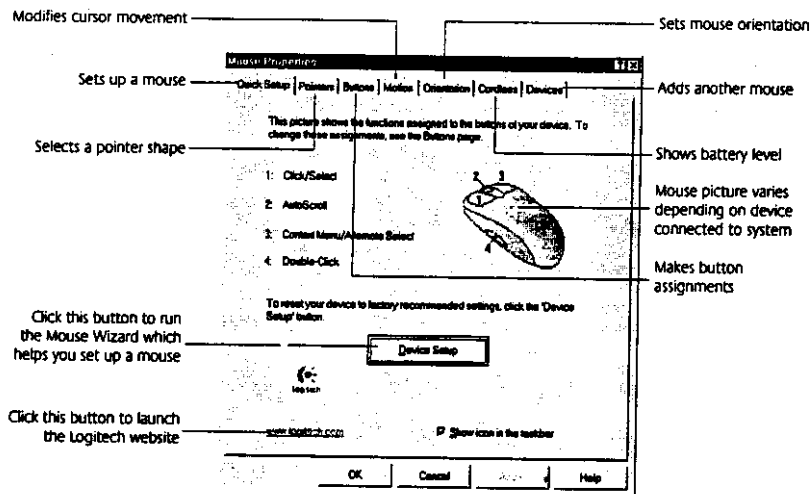 Modifies cursor movement
Sets mouse orientation
Mouse Properties
Sets up a mouse
Quick Setup Pointers Buttons Motion Orientation Cordless Devices
Adds another mouse
This picture shows the functions assigned to the buttons of your device. To
change these assignments, see the Buttons page.
Selects a pointer shape
Shows battery level
1: Click/Select
2: AutoScroll
3: Context Menu/Alternate Select
4: Double-Click
2 3
1
4
Mouse picture varies
depending on device
connected to system
Makes button
assignments
To reset your device to factory recommended settings, click the 'Device
Setup' button.
Click this button to run
the Mouse Wizard which
helps you set up a mouse
Device Setup
Logitech
Click this button to launch
the Logitech website
www.logitech.com
Show icon in the taskbar
OK Cancel Help